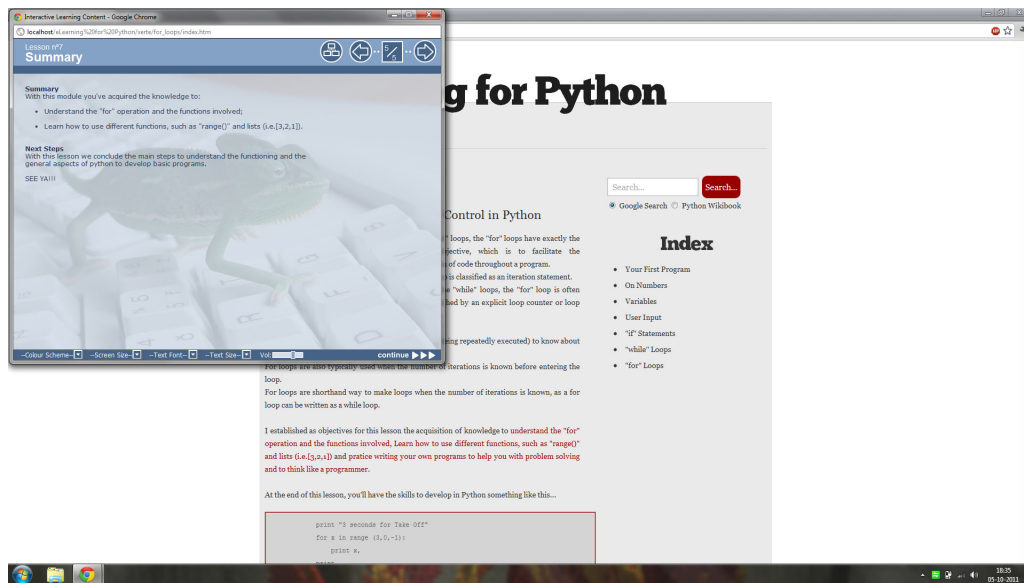 Interactive Learning Content - Google Chrome
localhost/eLearning%20for%20Python/xerte/for_loops/index.htm
Lesson nº7
Summary
5/6
Summary
With this module you've acquired the knowledge to:
Understand the "for" operation and the functions involved;
Learn how to use different functions, such as "range()" and lists (i.e.[3,2,1]).
Next Steps
With this lesson we conclude the main steps to understand the functioning and the
general aspects of python to develop basic programs.
SEE YA!!!
--Colour Scheme--
--Screen Size--
--Text Font--
--Text Size--
Vol:
continue
g for Python
Search...
Search...
Google Search
Python Wikibook
Index
Your First Program
On Numbers
Variables
User Input
"if" Statements
"while" Loops
"for" Loops
Control in Python
" loops, the "for" loops have exactly the
jective, which is to facilitate the
of code throughout a program.
is classified as an iteration statement.
e "while" loops, the "for" loop is often
hed by an explicit loop counter or loop
ing repeatedly executed) to know about
For loops are also typically used when the number of iterations is known before entering the
loop.
For loops are shorthand way to make loops when the number of iterations is known, as a for
loop can be written as a while loop.
I established as objectives for this lesson the acquisition of knowledge to understand the "for"
operation and the functions involved, Learn how to use different functions, such as "range()"
and lists (i.e.[3,2,1]) and pratice writing your own programs to help you with problem solving
and to think like a programmer.
At the end of this lesson, you'll have the skills to develop in Python something like this...
print "3 seconds for Take Off"
for x in range (3,0,-1):
print x,
18:35
05-10-2011